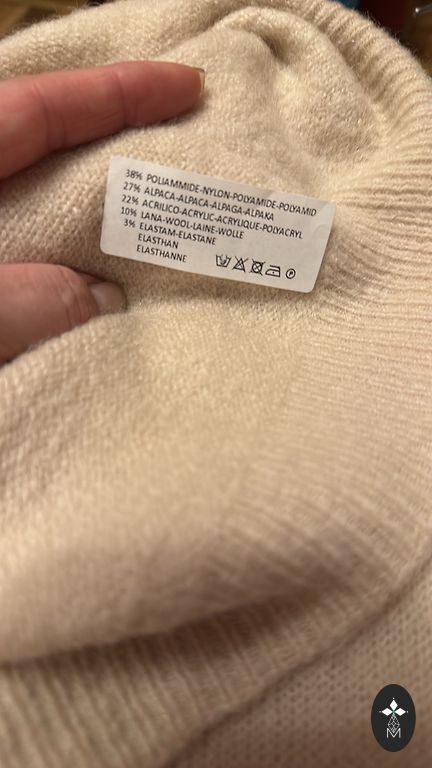 38% POLIAMMIDE-NYLON-POLYAMIDE-POLYAMID
27% ALPACA-ALPACA-ALPAGA-ALPAKA
22% ACRILICO-ACRYLIC-ACRYLIQUE-POLYACRYL
10% LANA-WOOL-LAINE-WOLLE
3% ELASTAM-ELASTANE
ELASTHAN
ELASTHANNE
P
M